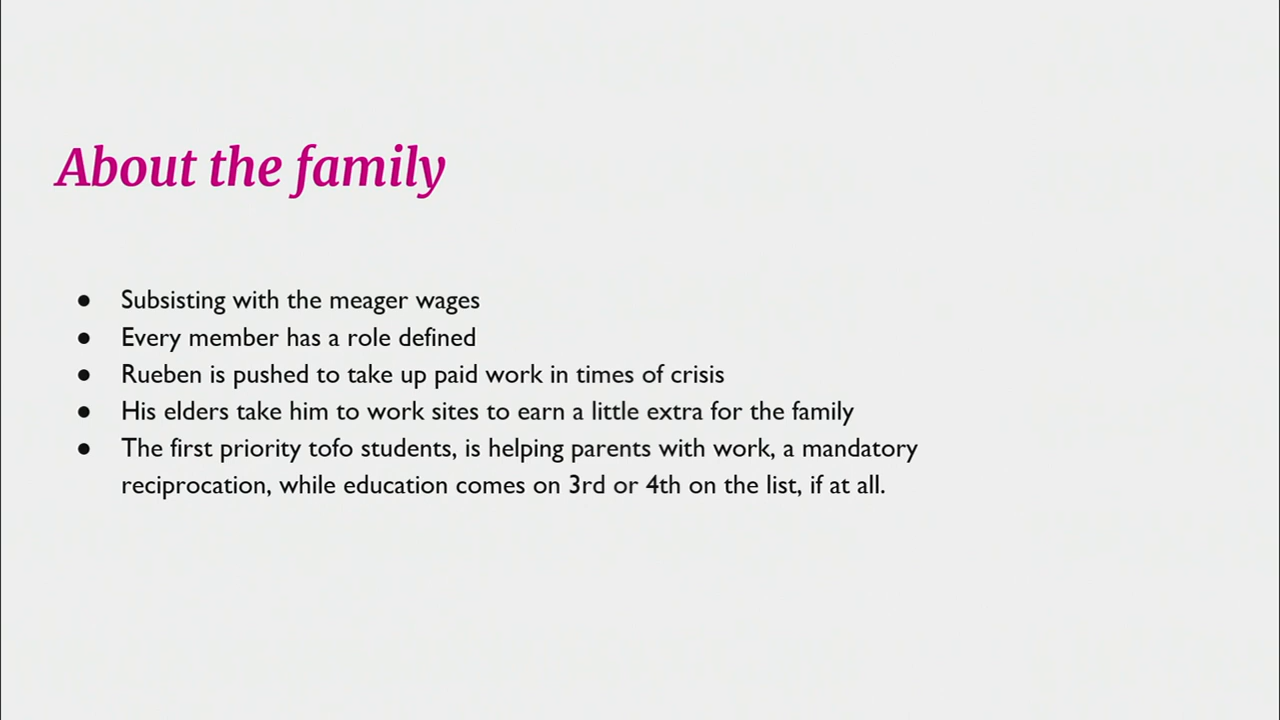 About the family
● Subsisting with the meager wages
● Every member has a role defined
● Rueben is pushed to take up paid work in times of crisis
● His elders take him to work sites to earn a little extra for the family
● The first priority tofo students, is helping parents with work, a mandatory
reciprocation, while education comes on 3rd or 4th on the list, if at all.